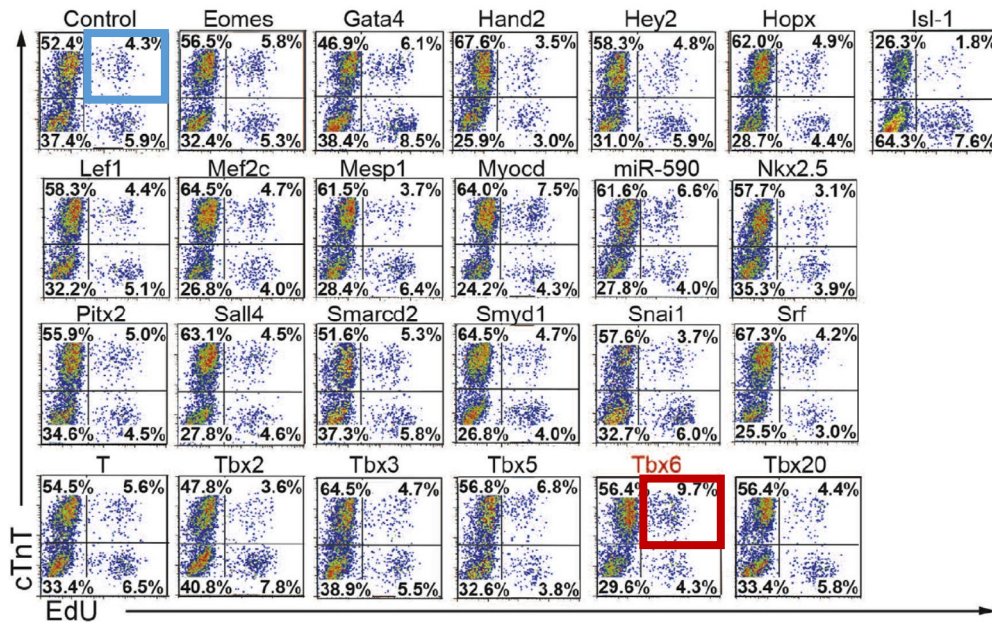 Control Eomes Gata4 Hand2 Hey2 Hopx Isl-1
52.4% 4.3% 56.5% 5.8% 46.9% 6.1% 67.6% 3.5% 58.3% 4.8% 62.0% 4.9% 26.3% 1.8%
37.4% 5.9% 32.4% 5.3% 38.4% 8.5% 25.9% 3.0% 31.0% 5.9% 28.7% 4.4% 64.3% 7.6%
Lef1 Mef2c Mesp1 Myocd miR-590 Nkx2.5
58.3% 4.4% 64.5% 4.7% 61.5% 3.7% 64.0% 7.5% 61.6% 6.6% 57.7% 3.1%
32.2% 5.1% 26.8% 4.0% 28.4% 6.4% 24.2% 4.3% 27.8% 4.0% 35.3% 3.9%
Pitx2 Sall4 Smarcd2 Smyd1 Snai1 Srf
55.9% 5.0% 63.1% 4.5% 51.6% 5.3% 64.5% 4.7% 57.6% 3.7% 67.3% 4.2%
34.6% 4.5% 27.8% 4.6% 37.3% 5.8% 26.8% 4.0% 32.7% 6.0% 25.5% 3.0%
T Tbx2 Tbx3 Tbx5 Tbx6 Tbx20
54.5% 5.6% 47.8% 3.6% 64.5% 4.7% 56.8% 6.8% 56.4% 9.7% 56.4% 4.4%
33.4% 6.5% 40.8% 7.8% 38.9% 5.5% 32.6% 3.8% 29.6% 4.3% 33.4% 5.8%
cTnT
EdU